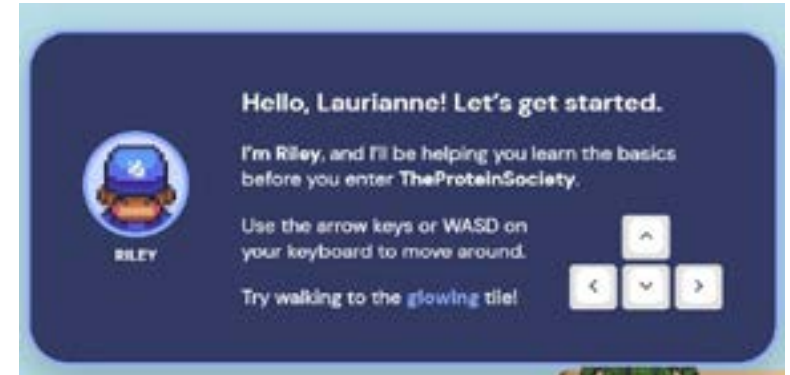 Hello, Laurianne! Let's get started.
I'm Riley, and I'll be helping you learn the basics
before you enter TheProteinSociety.
RILEY
Use the arrow keys or WASD on
your keyboard to move around.
Try walking to the glowing tile!